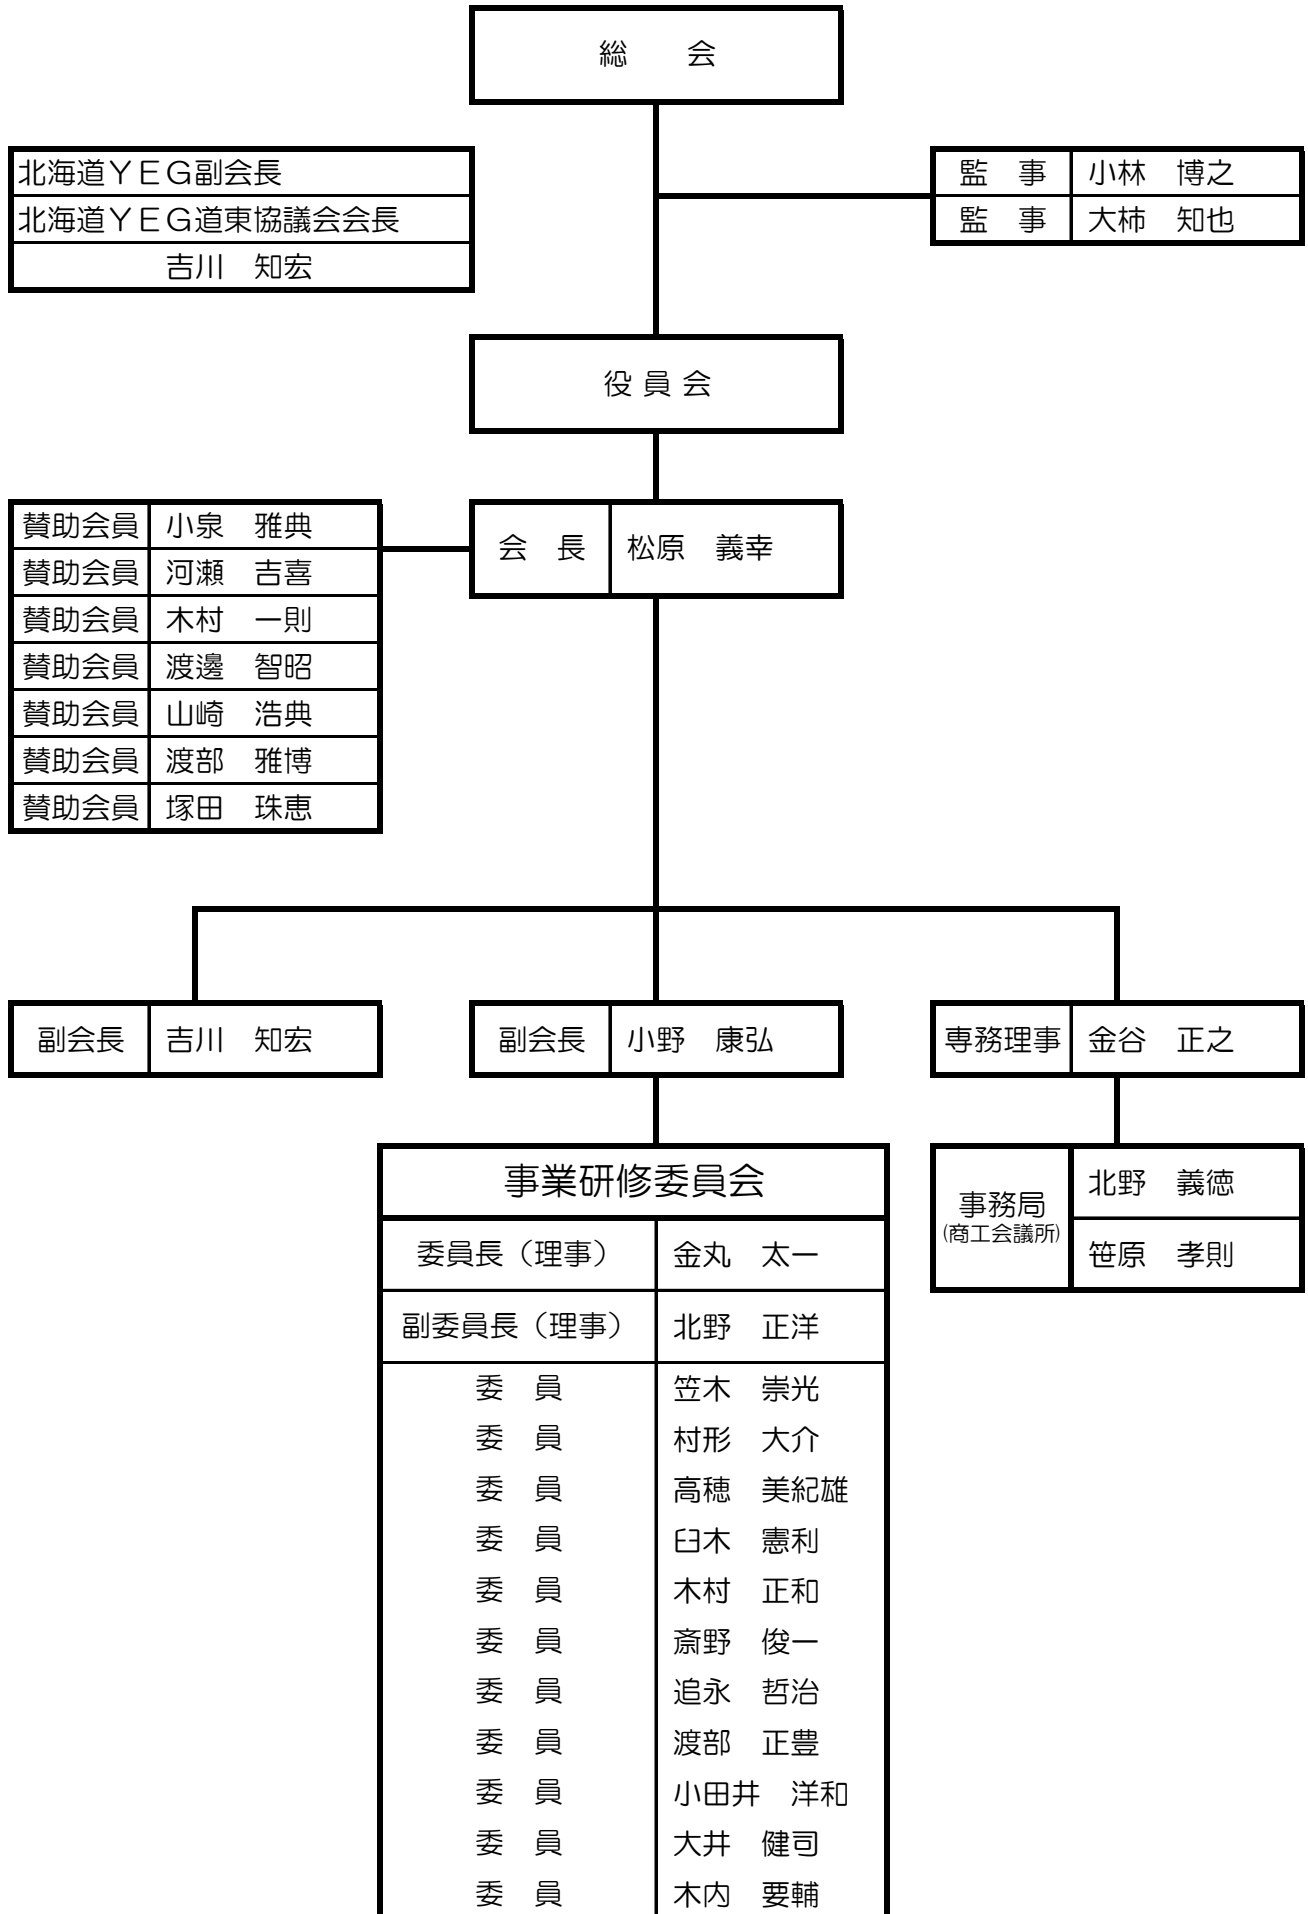 総　　会
北海道ＹＥＧ副会長
北海道ＹＥＧ道東協議会会長
吉川　知宏
監　事　小林　博之
監　事　大柿　知也
役 員 会
賛助会員　小泉　雅典
賛助会員　河瀬　吉喜
賛助会員　木村　一則
賛助会員　渡邊　智昭
賛助会員　山崎　浩典
賛助会員　渡部　雅博
賛助会員　塚田　珠恵
会　長　松原　義幸
副会長　吉川　知宏
副会長　小野　康弘
専務理事　金谷　正之
事業研修委員会
委員長（理事）　金丸　太一
副委員長（理事）　北野　正洋
委　員　笠木　崇光
委　員　村形　大介
委　員　高穂　美紀雄
委　員　臼木　憲利
委　員　木村　正和
委　員　斎野　俊一
委　員　追永　哲治
委　員　渡部　正豊
委　員　小田井　洋和
委　員　大井　健司
委　員　木内　要輔
事務局
(商工会議所)
北野　義徳
笹原　孝則